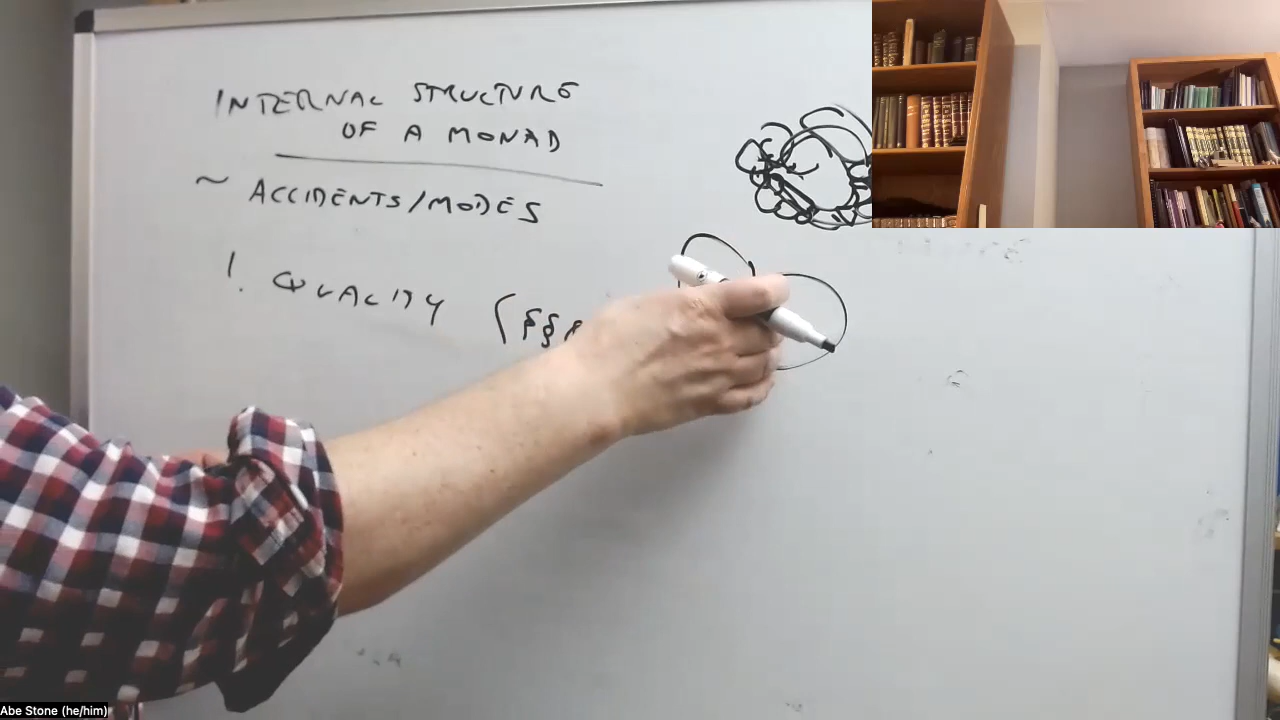 INTERNAL STRUCTURE
OF A MONAD
~ ACCIDENTS/MODES
1. QUALITY (§§
Abe Stone (he/him)